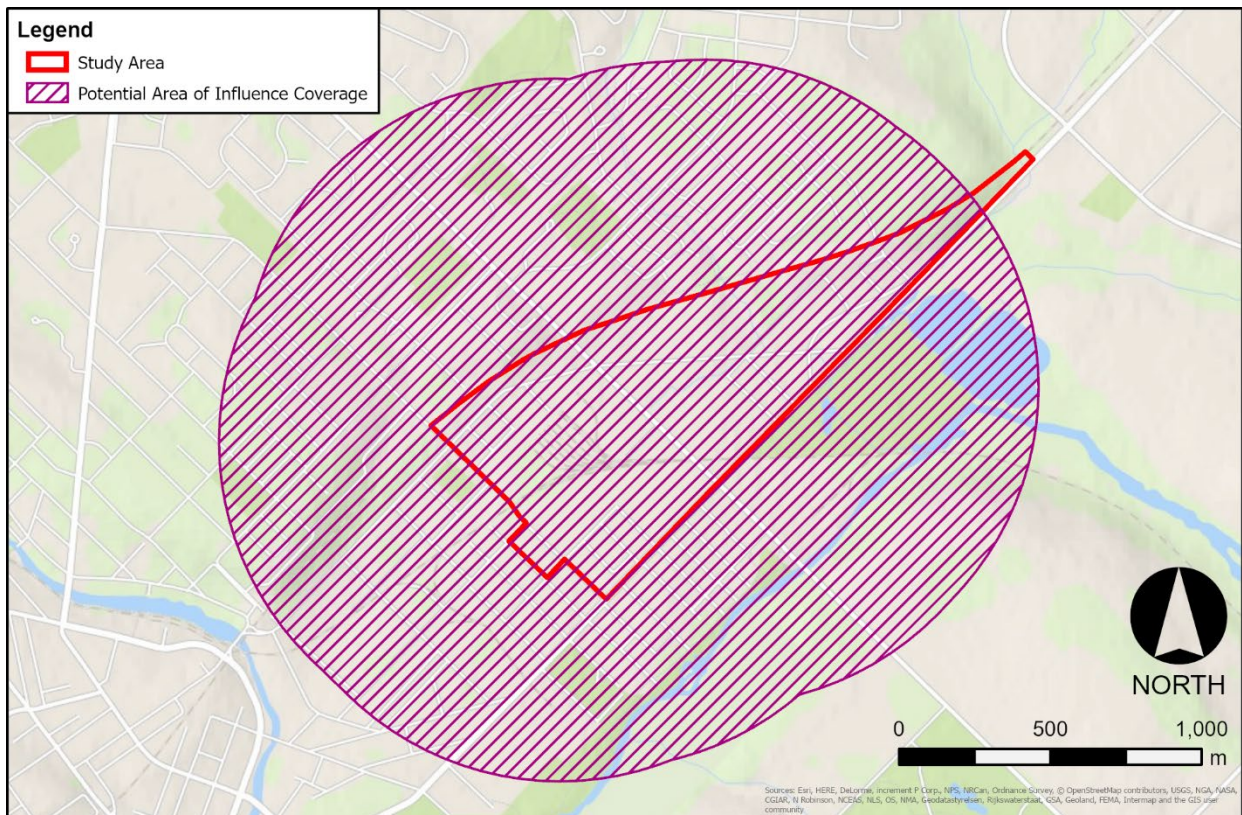 Legend
Study Area
Potential Area of Influence Coverage
NORTH
0 500 1,000
m
Sources: Esri, HERE, DeLorme, increment P Corp., NPS, NRCan, Ordnance Survey, © OpenStreetMap contributors, USGS, NGA, NASA,
CGIAR, N Robinson, NCEAS, NLS, OS, NMA, Geodatastyrelsen, Rijkswaterstaat, GSA, Geoland, FEMA, Intermap and the GIS user
community